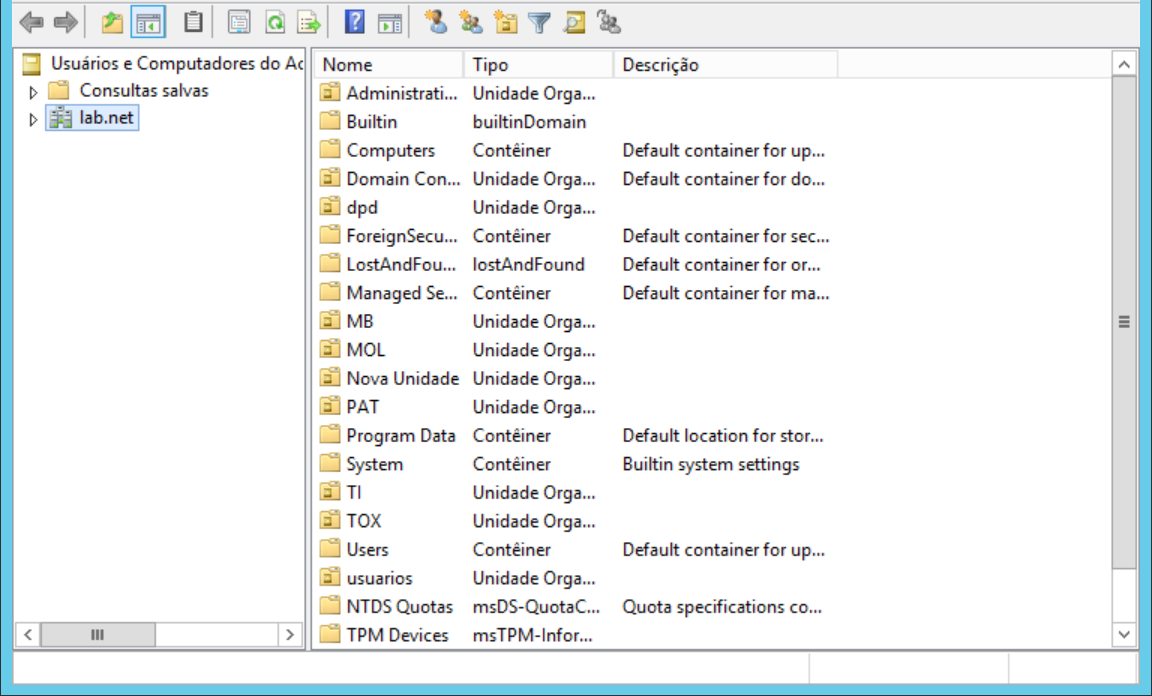 Usuários e Computadores do Ac
Consultas salvas
lab.net
Nome Tipo Descrição
Administrati... Unidade Orga...
Builtin builtinDomain
Computers Contêiner Default container for up...
Domain Con... Unidade Orga... Default container for do...
dpd Unidade Orga...
ForeignSecu... Contêiner Default container for sec...
LostAndFou... lostAndFound Default container for or...
Managed Se... Contêiner Default container for ma...
MB Unidade Orga...
MOL Unidade Orga...
Nova Unidade Unidade Orga...
PAT Unidade Orga...
Program Data Contêiner Default location for stor...
System Contêiner Builtin system settings
TI Unidade Orga...
TOX Unidade Orga...
Users Contêiner Default container for up...
usuarios Unidade Orga...
NTDS Quotas msDS-QuotaC... Quota specifications co...
TPM Devices msTPM-Infor...